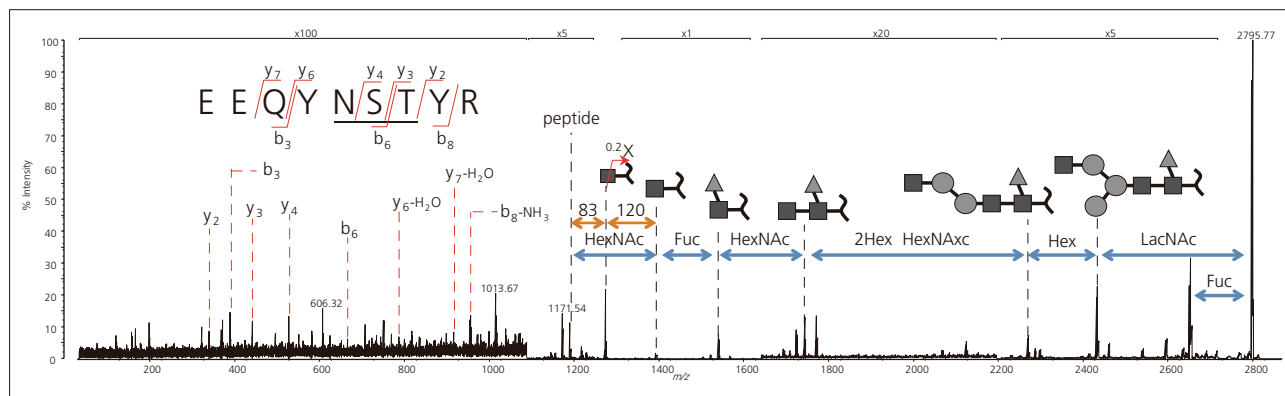 x100 x5 x1 x20 x5 2795.77
100
90
80
70
60
50
40
30
20
10
0
% Intensity
y7 y6 y4 y3 y2
E E Q Y N S T Y R
b3 b6 b8
peptide
0.2X
b3
y7-H2O
y2 y3 y4 b6 y6-H2O b8-NH3
83 120
HexNAc Fuc HexNAc 2Hex HexNAxc Hex LacNAc
Fuc
606.32 1013.67 1171.54
200 400 600 800 1000 1200 1400 1600 1800 2000 2200 2400 2600 2800
m/z